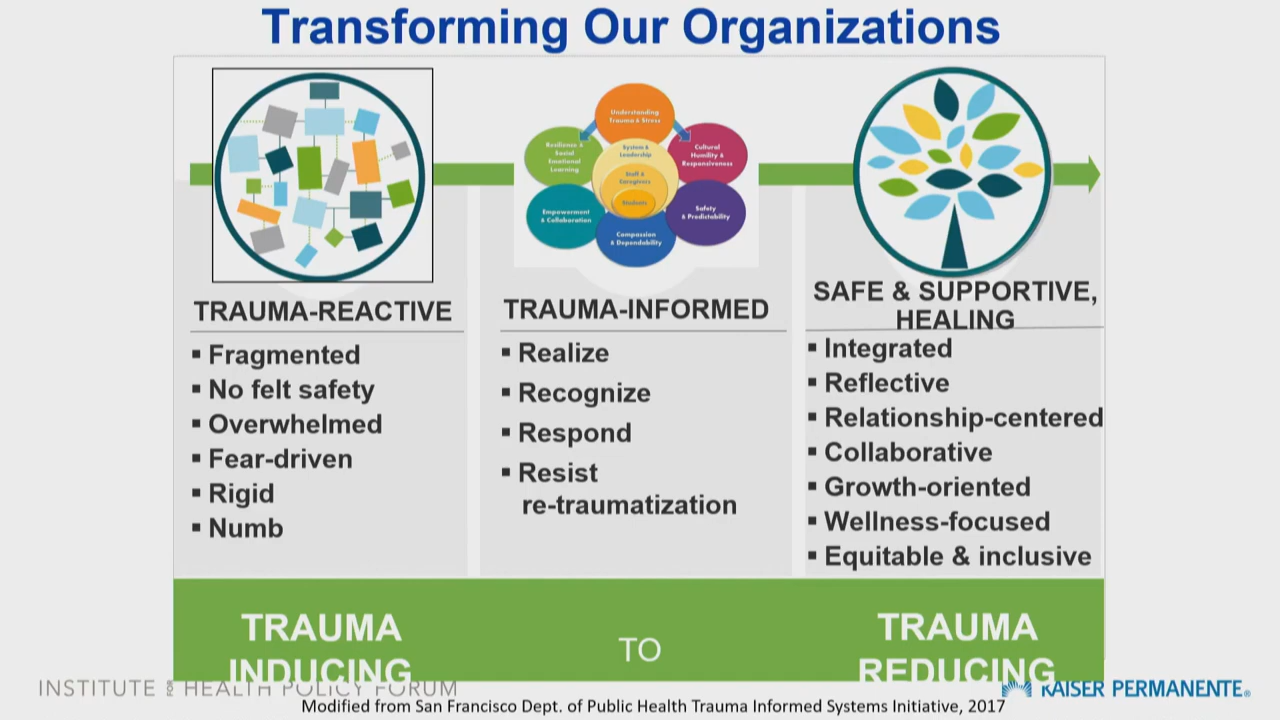 Transforming Our Organizations
Understanding
Trauma & Stress
Resilience &
Social
Emotional
Learning
System &
Leadership
Cultural
Humility &
Responsiveness
Staff &
Caregivers
Students
Empowerment
& Collaboration
Safety
& Predictability
Compassion
& Dependability
TRAUMA-REACTIVE
▪ Fragmented
▪ No felt safety
▪ Overwhelmed
▪ Fear-driven
▪ Rigid
▪ Numb
TRAUMA-INFORMED
▪ Realize
▪ Recognize
▪ Respond
▪ Resist
re-traumatization
SAFE & SUPPORTIVE,
HEALING
▪ Integrated
▪ Reflective
▪ Relationship-centered
▪ Collaborative
▪ Growth-oriented
▪ Wellness-focused
▪ Equitable & inclusive
TRAUMA
INDUCING
TO
TRAUMA
REDUCING
INSTITUTE FOR HEALTH POLICY FORUM
KAISER PERMANENTE®
Modified from San Francisco Dept. of Public Health Trauma Informed Systems Initiative, 2017